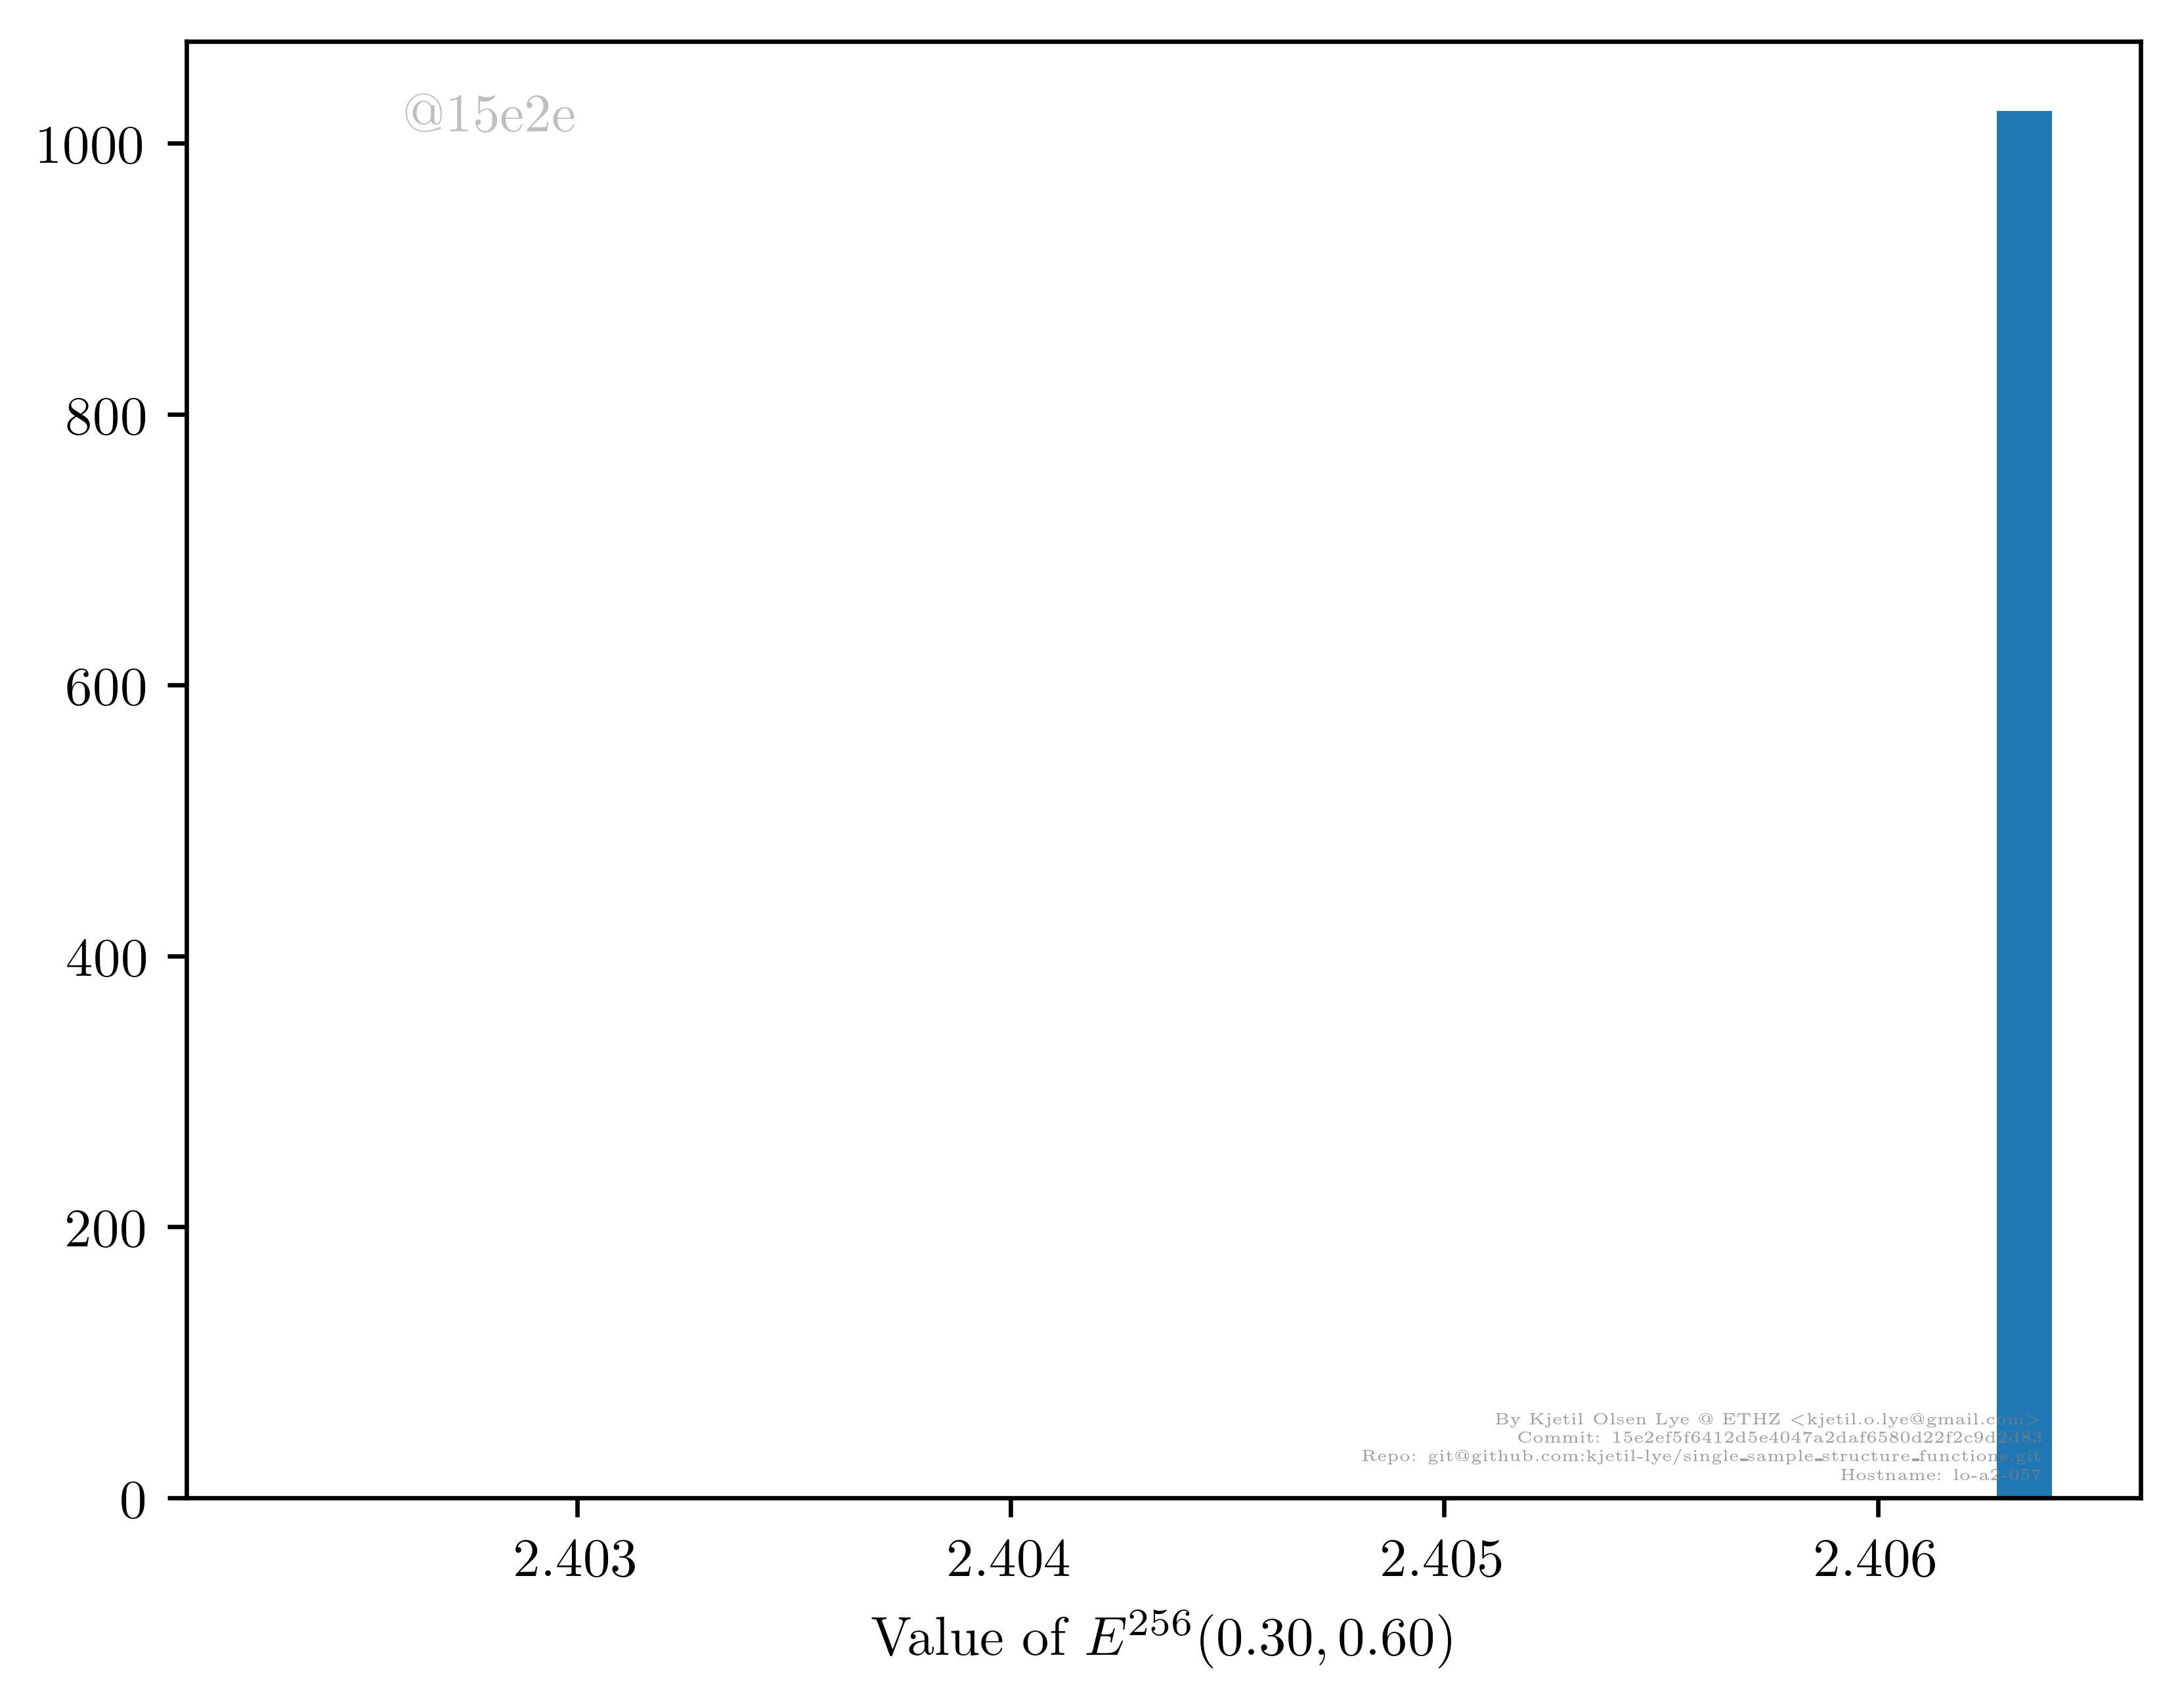 @15e2e
1000
800
600
400
200
0
By Kjetil Olsen Lye @ ETHZ <kjetil.o.lye@gmail.com>
Commit: 15e2ef5f6412d5e4047a2daf6580d22f2c9d2d83
Repo: git@github.com:kjetil-lye/single_sample_structure_functions.git
Hostname: lo-a2-057
2.403 2.404 2.405 2.406
Value of E^256(0.30, 0.60)